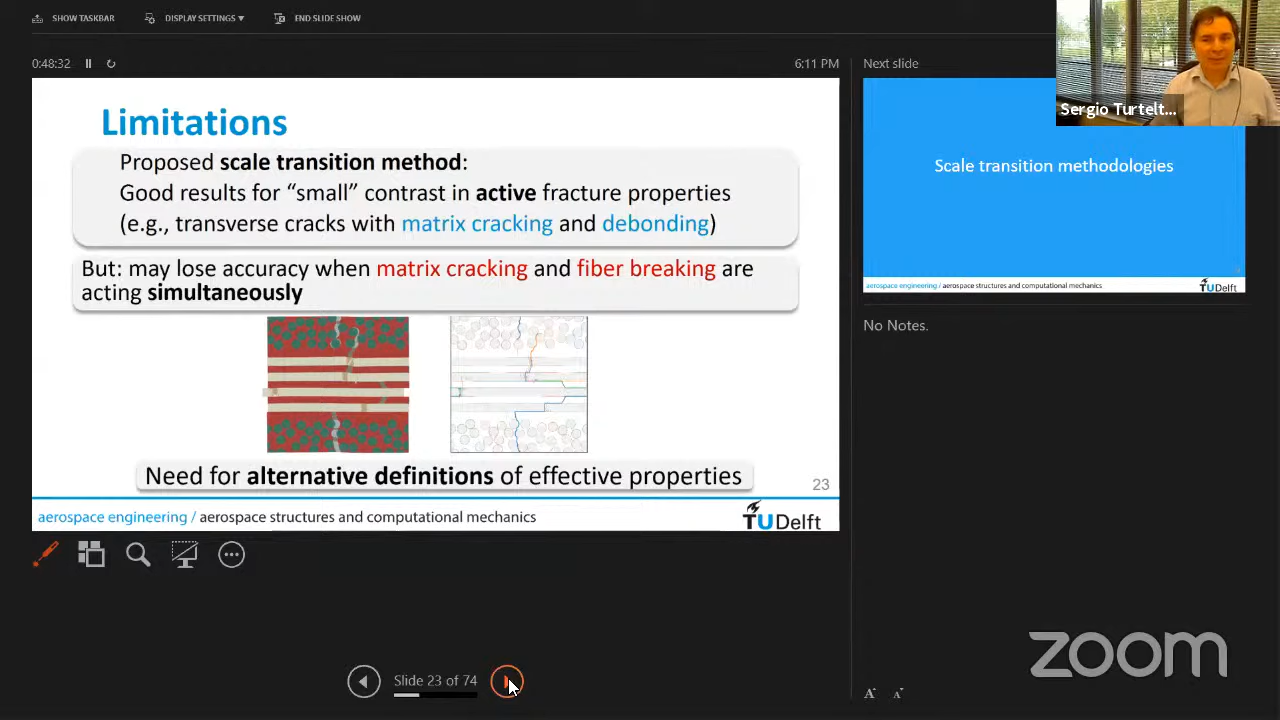 SHOW TASKBAR
DISPLAY SETTINGS ▾
END SLIDE SHOW
0:48:32
6:11 PM
Limitations
Proposed scale transition method:
Good results for “small” contrast in active fracture properties
(e.g., transverse cracks with matrix cracking and debonding)
But: may lose accuracy when matrix cracking and fiber breaking are
acting simultaneously
Need for alternative definitions of effective properties
23
aerospace engineering / aerospace structures and computational mechanics
TUDelft
Slide 23 of 74
Next slide
Scale transition methodologies
aerospace engineering / aerospace structures and computational mechanics
TUDelft
No Notes.
A A
Sergio Turtelt...
zoom